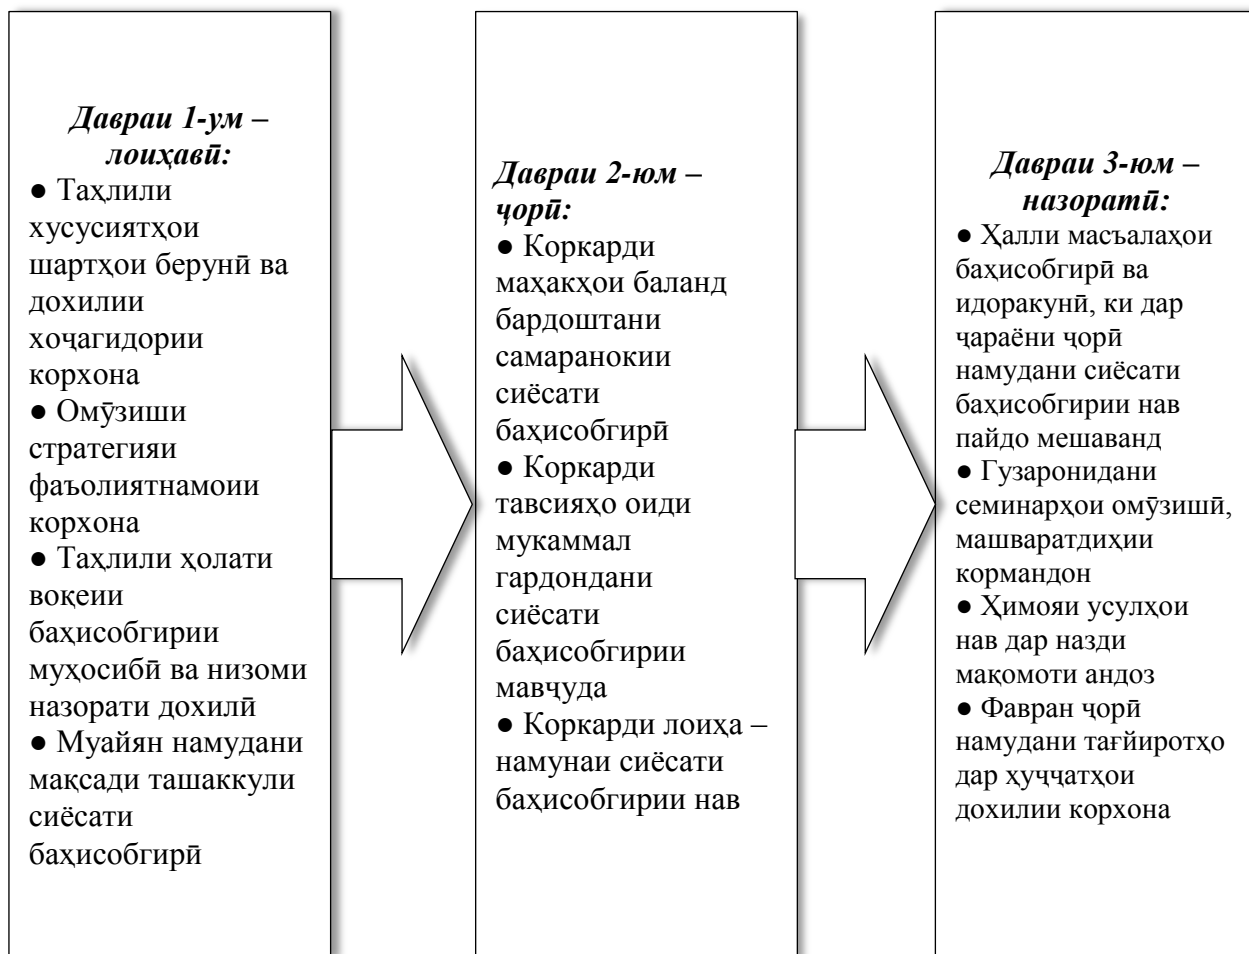 Давраи 1-ум –
лоиҳавӣ:
● Таҳлили
хусусиятҳои
шартҳои берунӣ ва
дохилии
хоҷагидории
корхона
● Омӯзиши
стратегияи
фаъолиятнамоии
корхона
● Таҳлили ҳолати
воқеии
баҳисобгирии
муҳосибӣ ва низоми
назорати дохилӣ
● Муайян намудани
мақсади ташаккули
сиёсати
баҳисобгирӣ
Давраи 2-юм –
ҷорӣ:
● Коркарди
маҳакҳои баланд
бардоштани
самаранокии
сиёсати
баҳисобгирӣ
● Коркарди
тавсияҳо оиди
мукаммал
гардондани
сиёсати
баҳисобгирии
мавҷуда
● Коркарди лоиҳа –
намунаи сиёсати
баҳисобгирии нав
Давраи 3-юм –
назоратӣ:
● Ҳалли масъалаҳои
баҳисобгирӣ ва
идоракунӣ, ки дар
ҷараёни ҷорӣ
намудани сиёсати
баҳисобгирии нав
пайдо мешаванд
● Гузаронидани
семинарҳои омӯзишӣ,
машваратдиҳии
кормандон
● Ҳимояи усулҳои
нав дар назди
мақомоти андоз
● Фавран ҷорӣ
намудани тағйиротҳо
дар ҳуҷҷатҳои
дохилии корхона